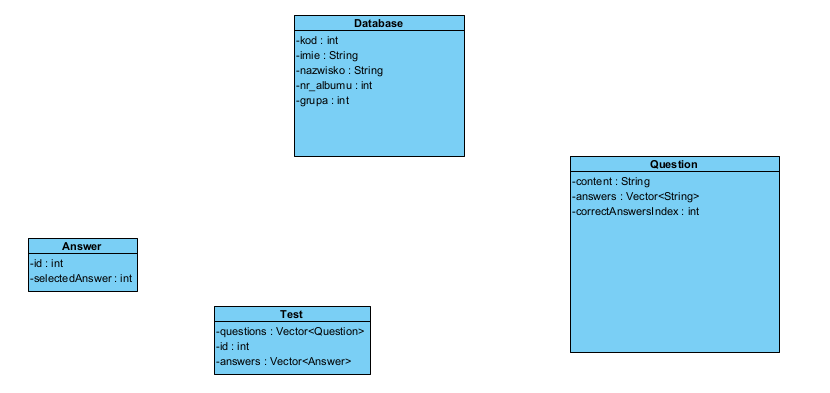 Database
-kod : int
-imie : String
-nazwisko : String
-nr_albumu : int
-grupa : int
Question
-content : String
-answers : Vector<String>
-correctAnswersIndex : int
Answer
-id : int
-selectedAnswer : int
Test
-questions : Vector<Question>
-id : int
-answers : Vector<Answer>